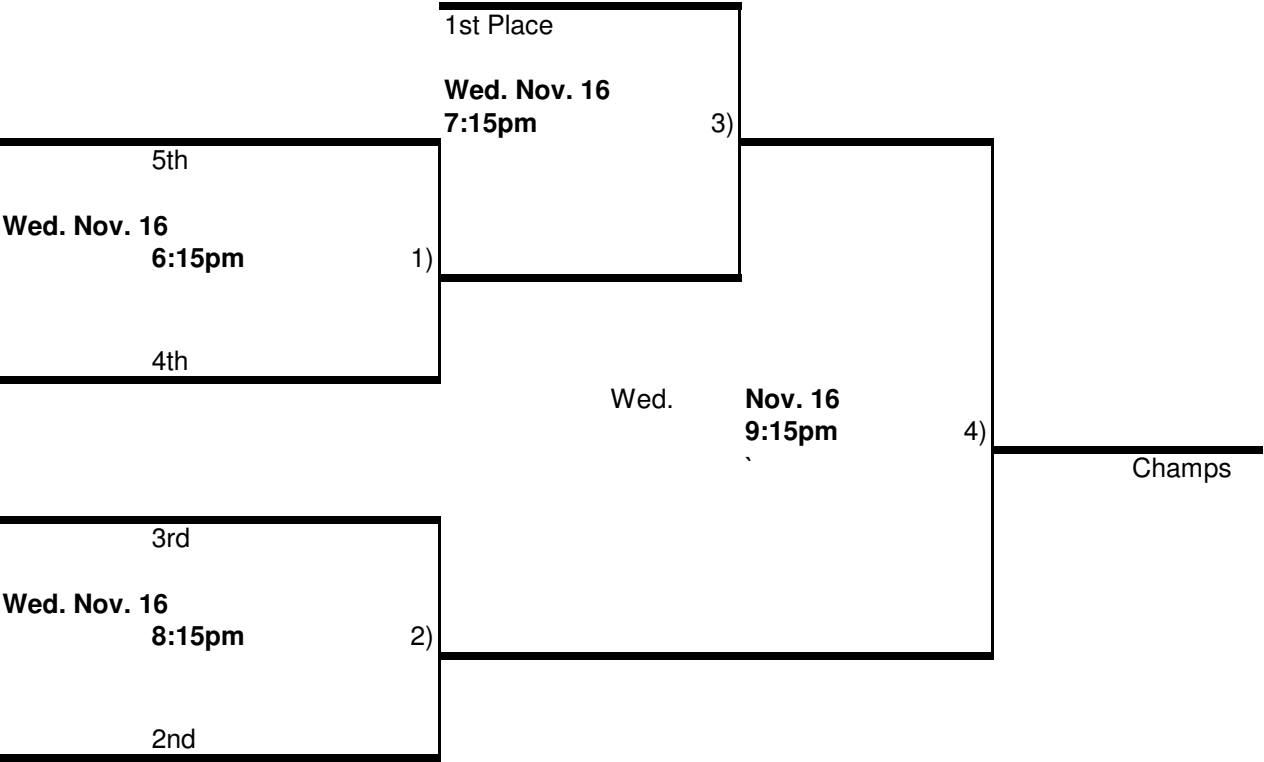 1st Place
Wed. Nov. 16
7:15pm 3)
5th
Wed. Nov. 16
6:15pm 1)
4th
Wed. Nov. 16
9:15pm 4)
`
Champs
3rd
Wed. Nov. 16
8:15pm 2)
2nd